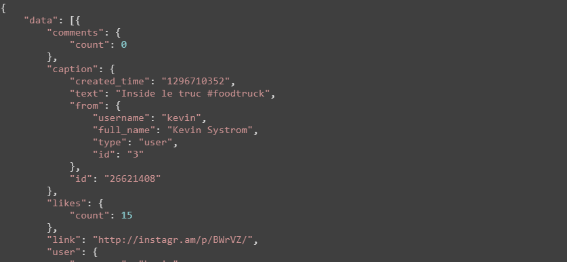 {
    "data": [{
        "comments": {
            "count": 0
        },
        "caption": {
            "created_time": "1296710352",
            "text": "Inside le truc #foodtruck",
            "from": {
                "username": "kevin",
                "full_name": "Kevin Systrom",
                "type": "user",
                "id": "3"
            },
            "id": "26621408"
        },
        "likes": {
            "count": 15
        },
        "link": "http://instagr.am/p/BWrVZ/",
        "user": {